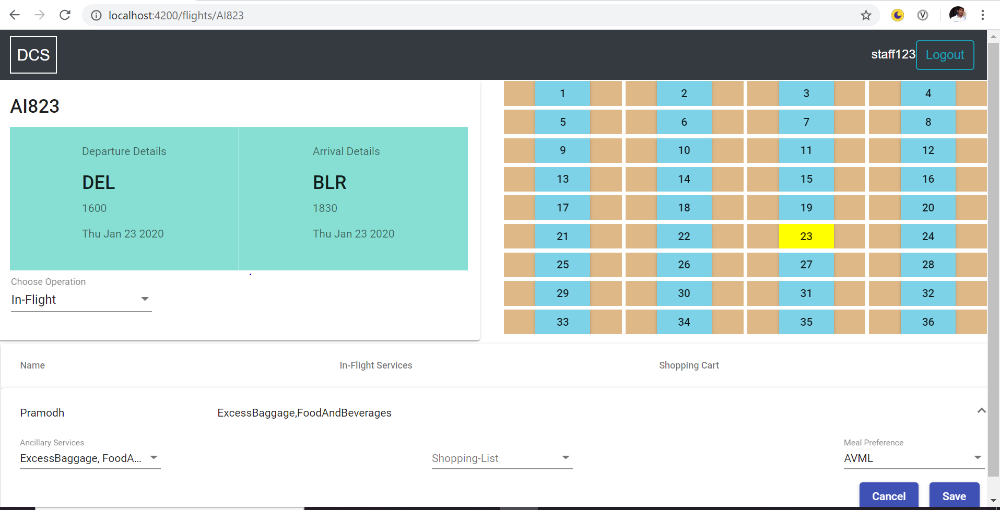 localhost:4200/flights/AI823
DCS
staff123 Logout
AI823
Departure Details
DEL
1600
Thu Jan 23 2020
Arrival Details
BLR
1830
Thu Jan 23 2020
Choose Operation
In-Flight
1 2 3 4
5 6 7 8
9 10 11 12
13 14 15 16
17 18 19 20
21 22 23 24
25 26 27 28
29 30 31 32
33 34 35 36
Name In-Flight Services Shopping Cart
Pramodh ExcessBaggage,FoodAndBeverages
Ancillary Services
ExcessBaggage, FoodA...
Shopping-List
Meal Preference
AVML
Cancel Save